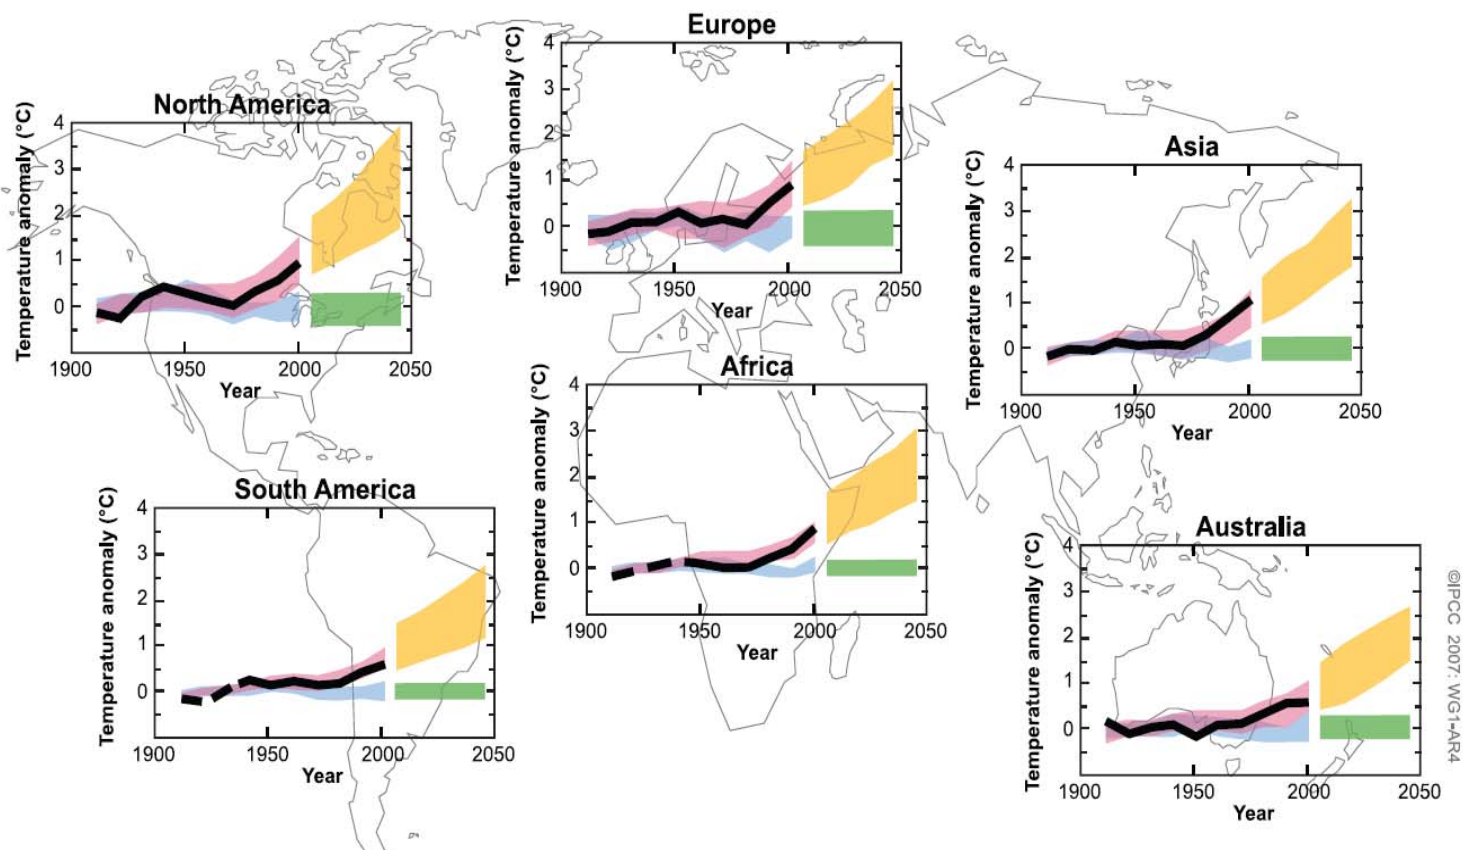 Europe
Temperature anomaly (°C)
4
3
2
1
0
1900
1950
2000
2050
Year
North America
Temperature anomaly (°C)
4
3
2
1
0
1900
1950
2000
2050
Year
Asia
Temperature anomaly (°C)
4
3
2
1
0
1900
1950
2000
2050
Year
Africa
Temperature anomaly (°C)
4
3
2
1
0
1900
1950
2000
2050
Year
South America
Temperature anomaly (°C)
4
3
2
1
0
1900
1950
2000
2050
Year
Australia
Temperature anomaly (°C)
4
3
2
1
0
1900
1950
2000
2050
Year
©IPCC 2007: WG1-AR4